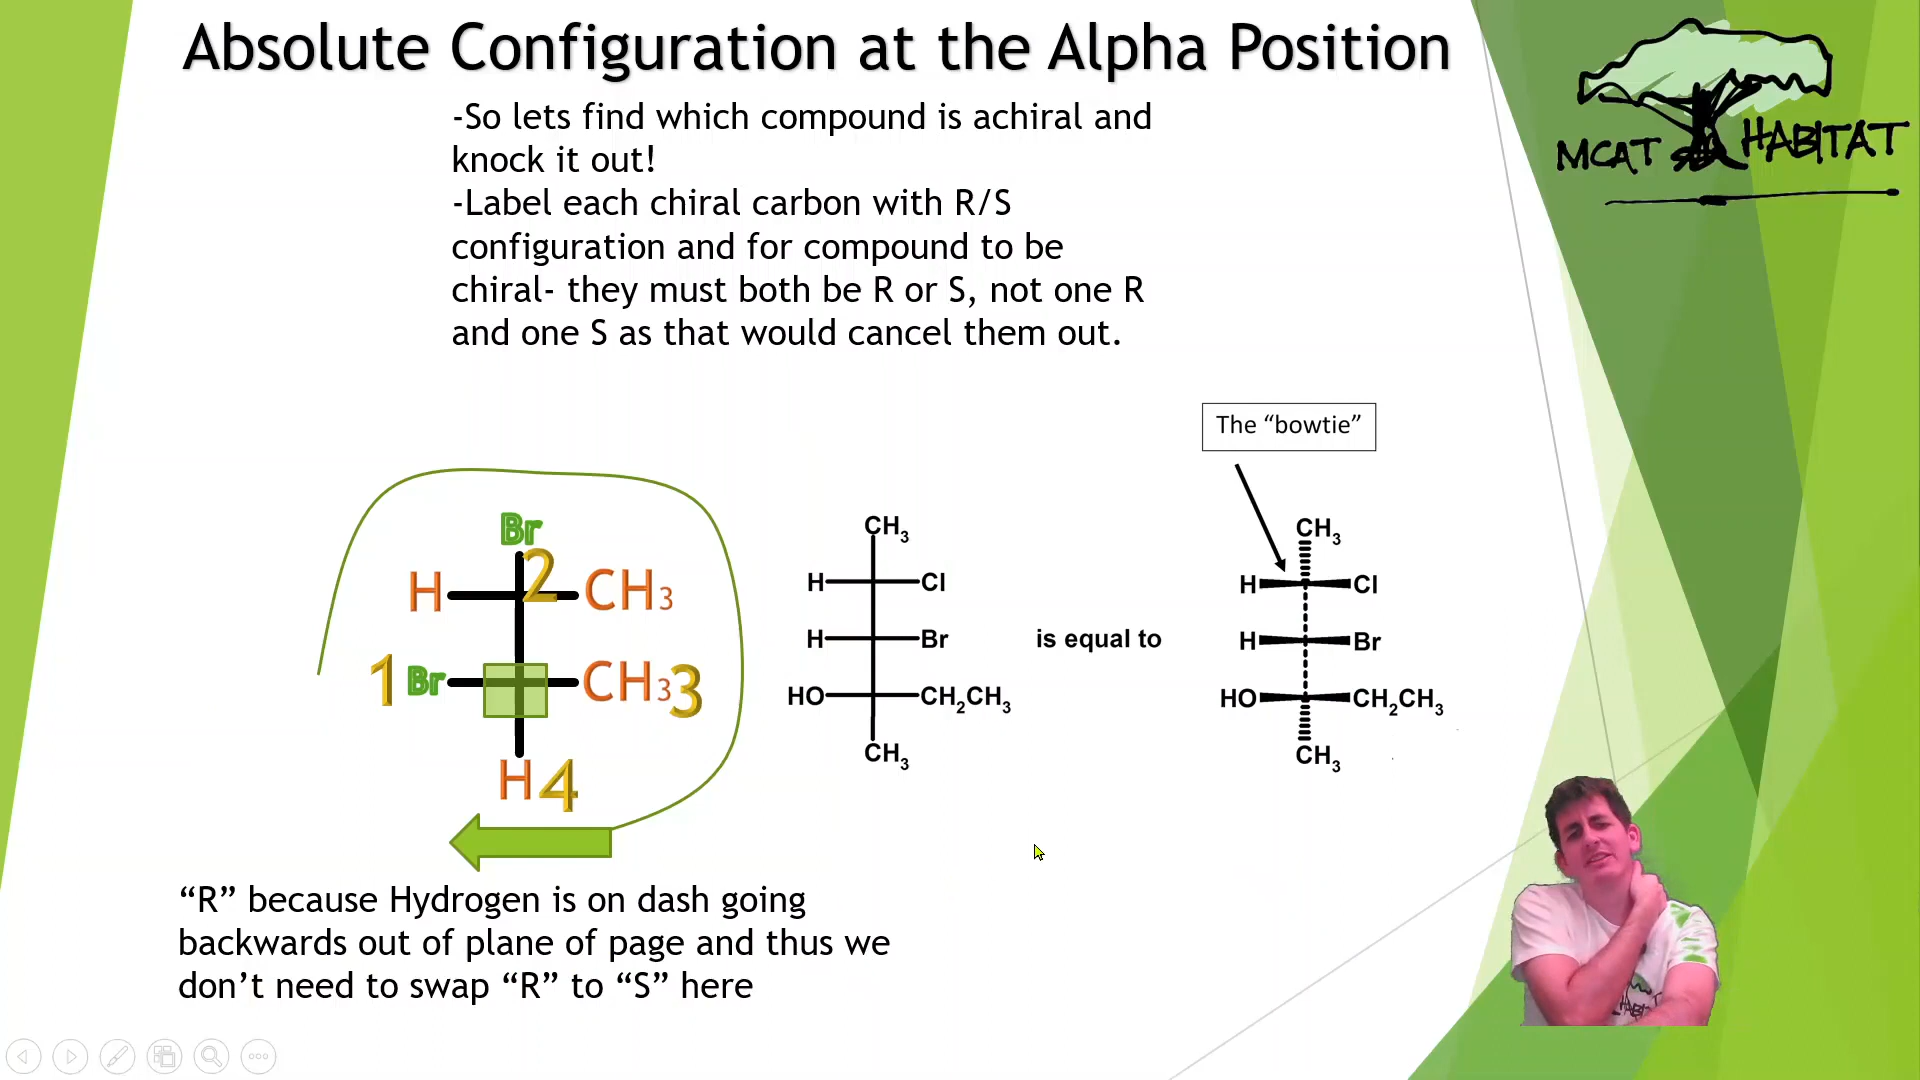 Absolute Configuration at the Alpha Position
MCAT HABITAT
-So lets find which compound is achiral and
knock it out!
-Label each chiral carbon with R/S
configuration and for compound to be
chiral- they must both be R or S, not one R
and one S as that would cancel them out.
The “bowtie”
Br
2
H CH3
1 Br CH3 3
H 4
CH3
H Cl
H Br
HO CH2CH3
CH3
is equal to
CH3
H Cl
H Br
HO CH2CH3
CH3
“R” because Hydrogen is on dash going
backwards out of plane of page and thus we
don’t need to swap “R” to “S” here